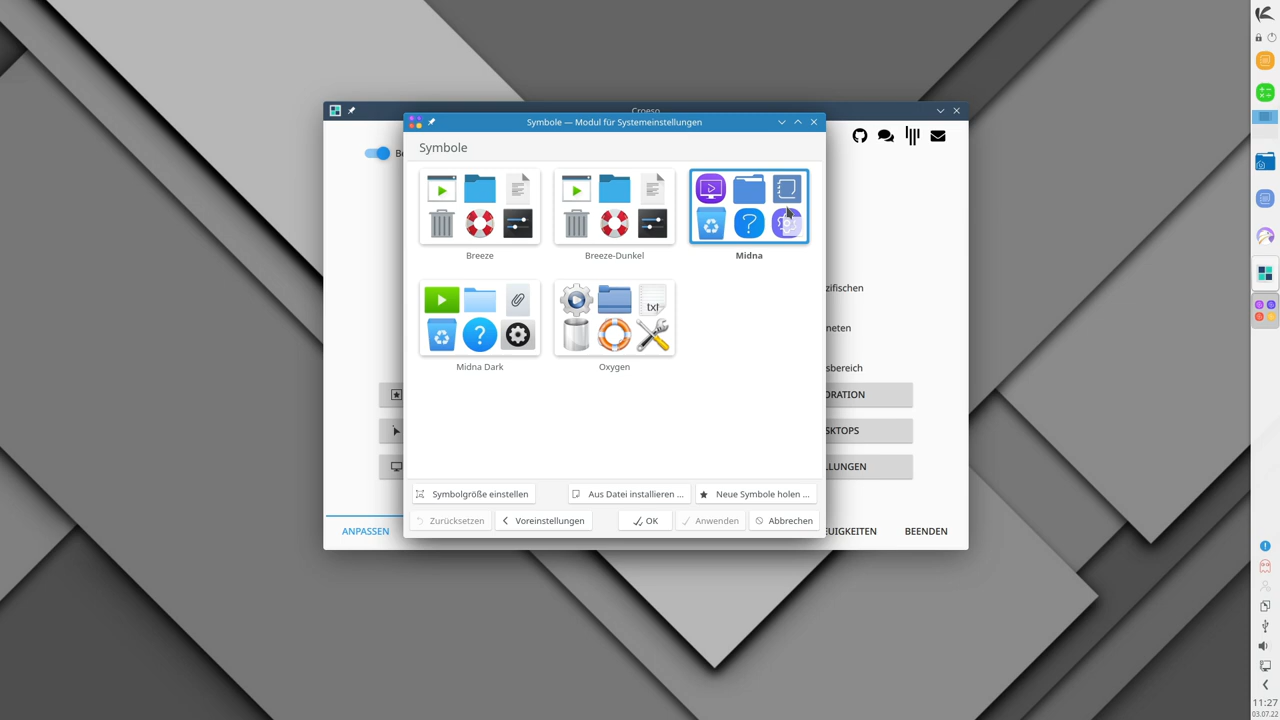 Croeso
Symbole — Modul für Systemeinstellungen
Symbole
Breeze
Breeze-Dunkel
Midna
txt
Midna Dark
Oxygen
Be
zifischen
neten
sbereich
ORATION
SKTOPS
LLUNGEN
Symbolgröße einstellen
Aus Datei installieren ...
Neue Symbole holen ...
Zurücksetzen
Voreinstellungen
OK
Anwenden
Abbrechen
ANPASSEN
EUIGKEITEN
BEENDEN
11:27
03.07.22